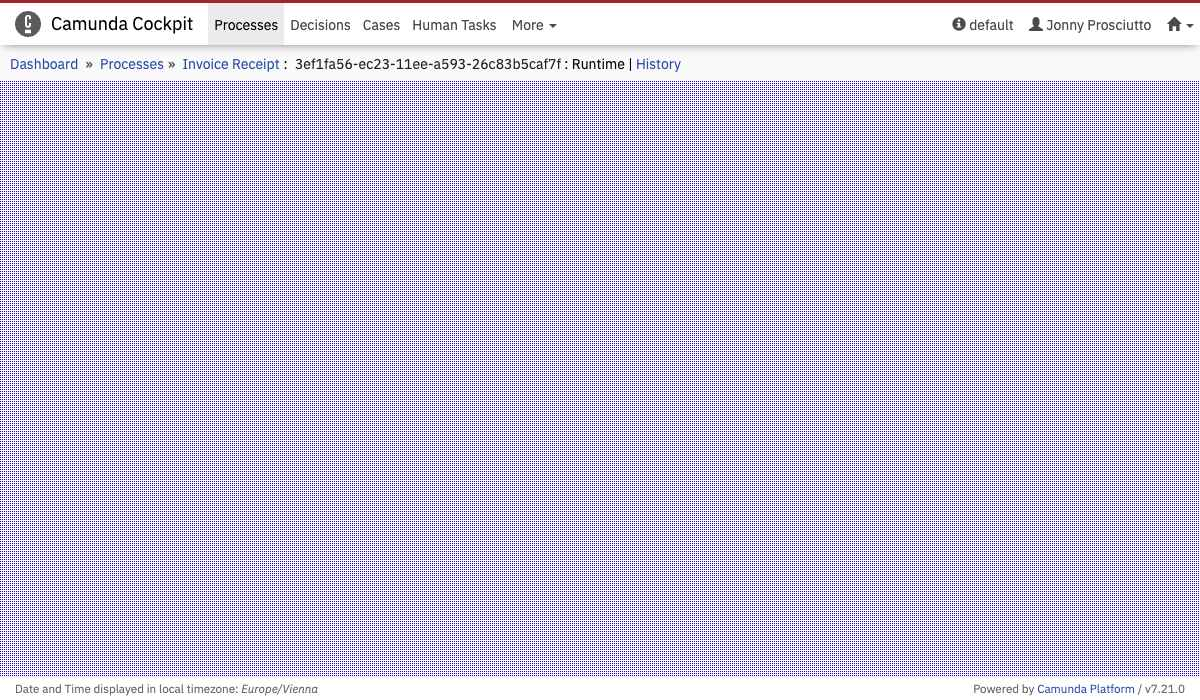 Camunda Cockpit Processes Decisions Cases Human Tasks More default Jonny Prosciutto
Dashboard » Processes » Invoice Receipt : 3ef1fa56-ec23-11ee-a593-26c83b5caf7f : Runtime | History
Date and Time displayed in local timezone: Europe/Vienna Powered by Camunda Platform / v7.21.0